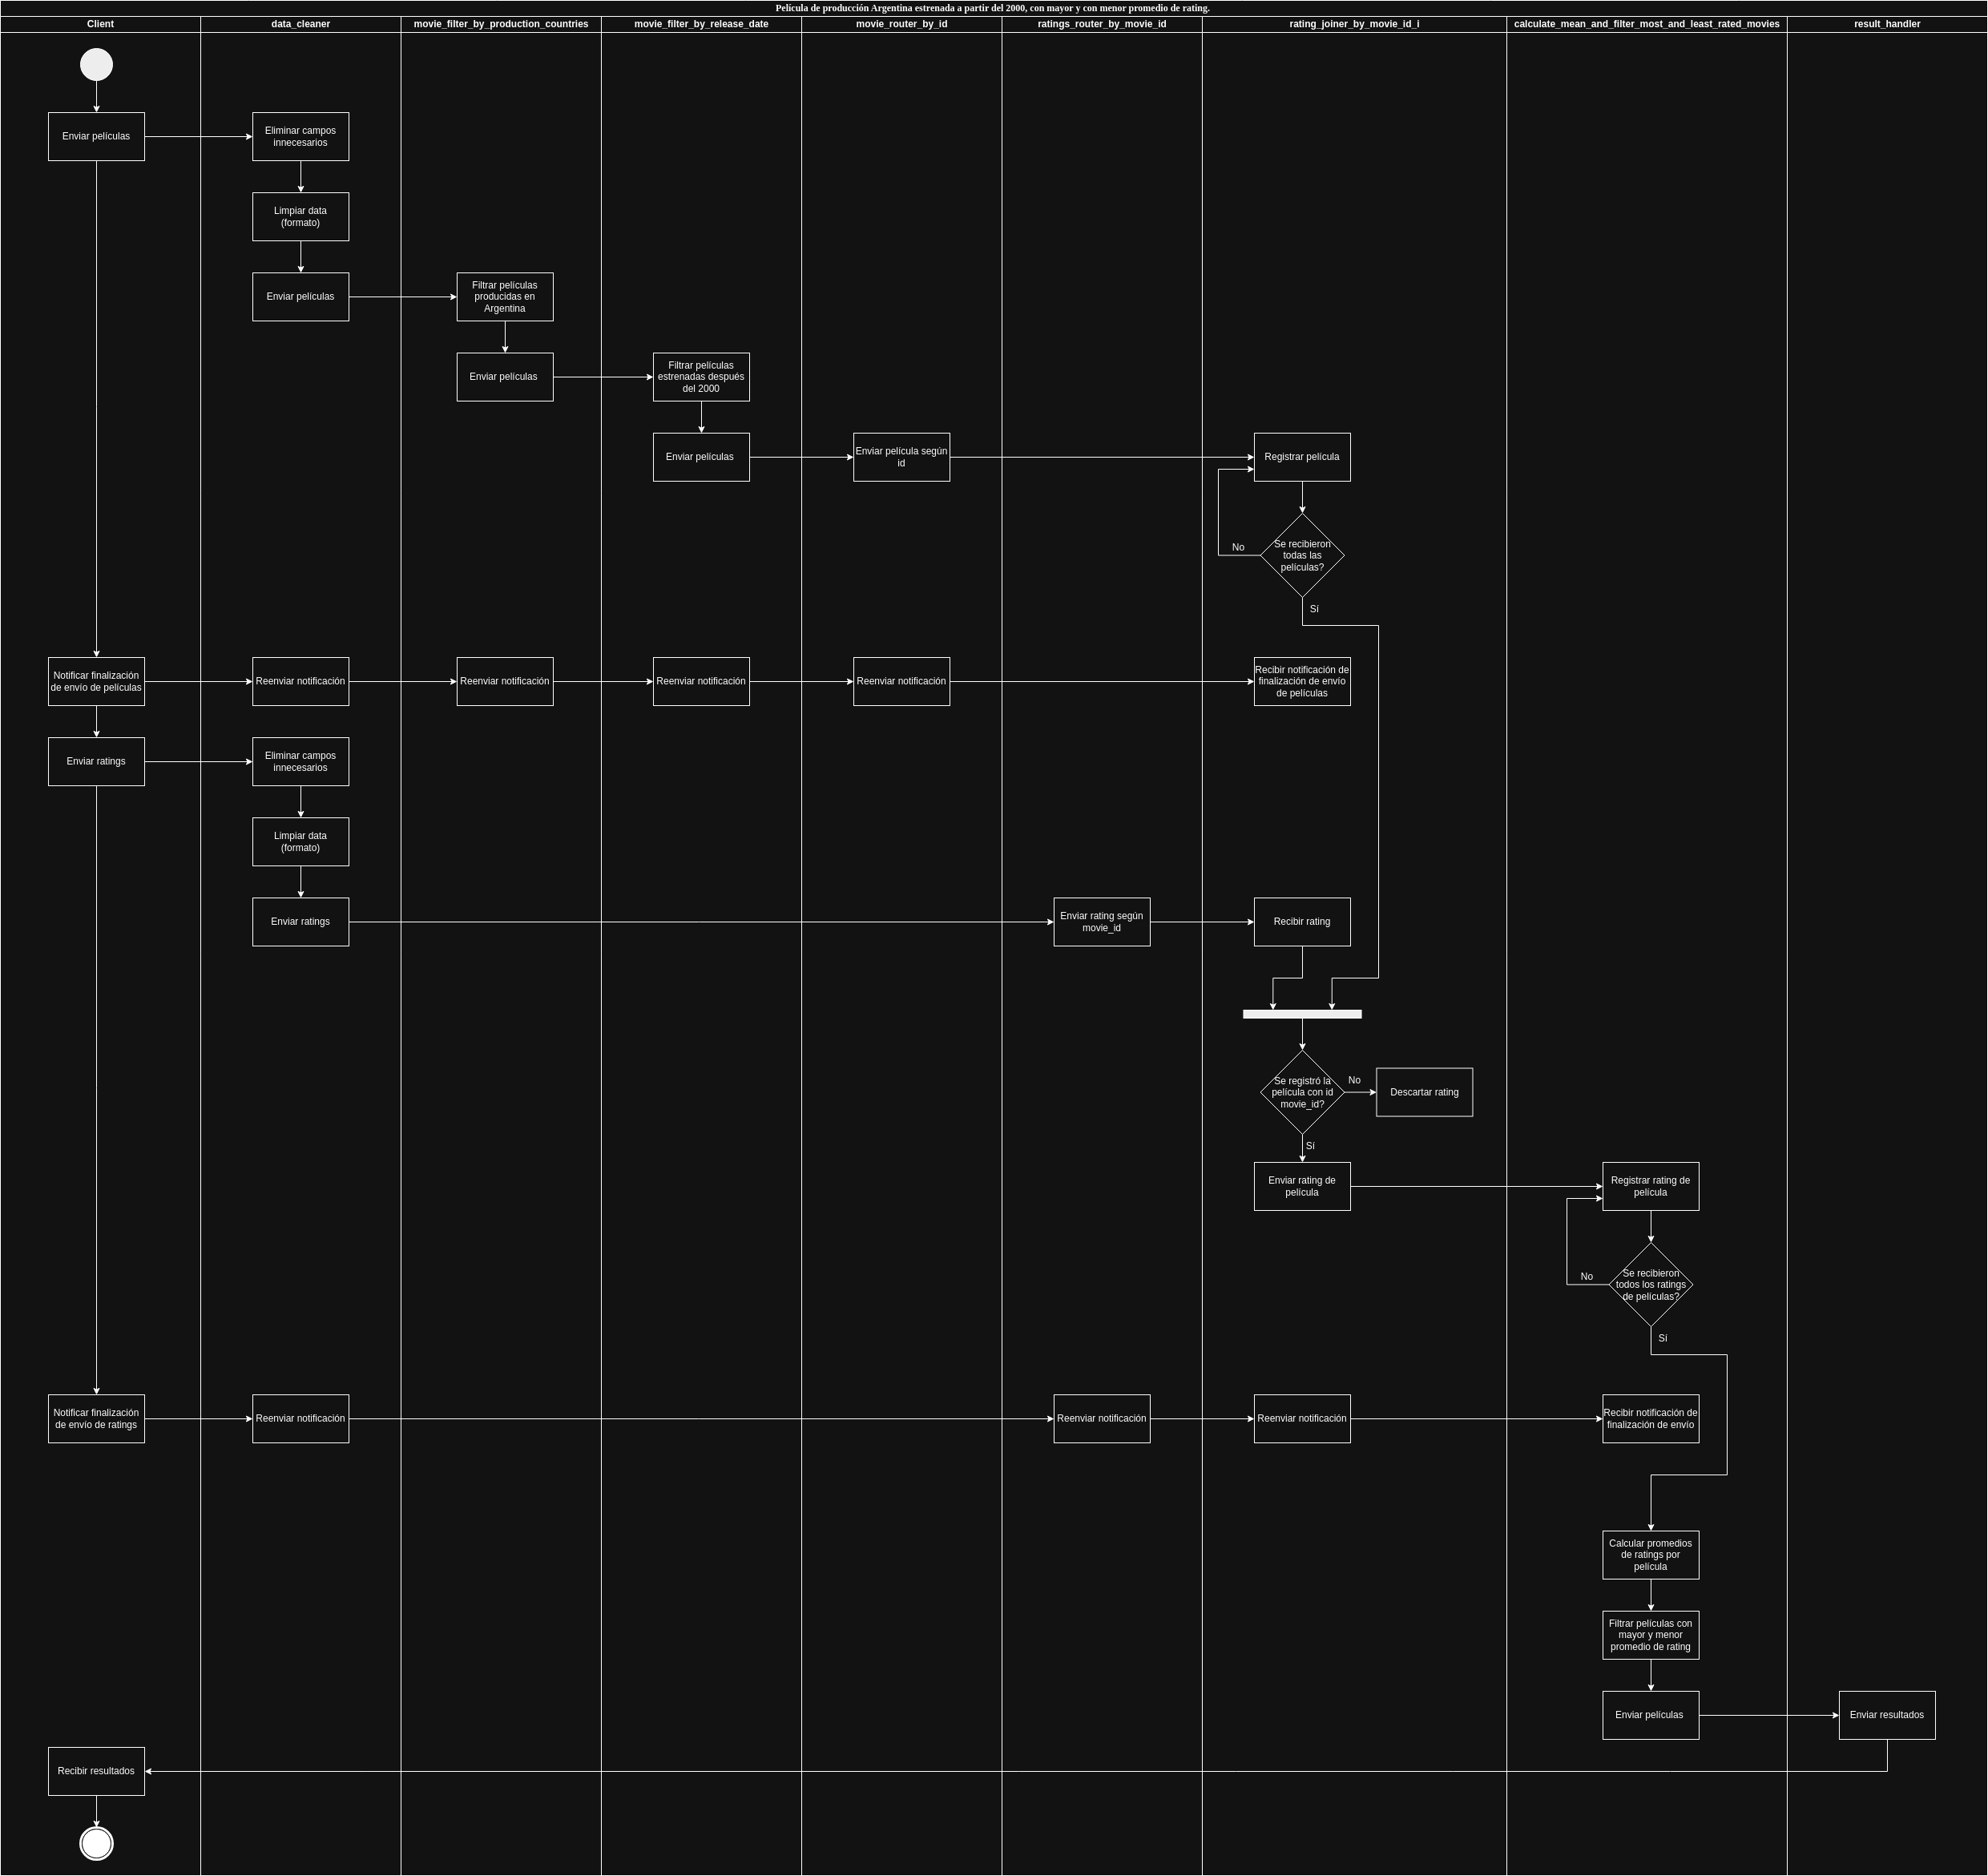 Película de producción Argentina estrenada a partir del 2000, con mayor y con menor promedio de rating.
Client
data_cleaner
movie_filter_by_production_countries
movie_filter_by_release_date
movie_router_by_id
ratings_router_by_movie_id
rating_joiner_by_movie_id_i
calculate_mean_and_filter_most_and_least_rated_movies
result_handler
Enviar películas
Eliminar campos
innecesarios
Limpiar data
(formato)
Enviar películas
Filtrar películas
producidas en
Argentina
Enviar películas
Filtrar películas
estrenadas después
del 2000
Enviar películas
Enviar película según
id
Registrar película
Se recibieron
todas las
películas?
No
Sí
Notificar finalización
de envío de películas
Reenviar notificación
Reenviar notificación
Reenviar notificación
Reenviar notificación
Recibir notificación de
finalización de envío
de películas
Enviar ratings
Eliminar campos
innecesarios
Limpiar data
(formato)
Enviar ratings
Enviar rating según
movie_id
Recibir rating
Se registró la
película con id
movie_id?
No
Descartar rating
Sí
Enviar rating de
película
Registrar rating de
película
Se recibieron
todos los ratings
de películas?
No
Sí
Notificar finalización
de envío de ratings
Reenviar notificación
Reenviar notificación
Reenviar notificación
Recibir notificación de
finalización de envío
Calcular promedios
de ratings por
película
Filtrar películas con
mayor y menor
promedio de rating
Enviar películas
Enviar resultados
Recibir resultados